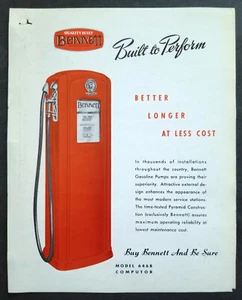 QUALITY BUILT
BENNETT
Built to Perform
BETTER
LONGER
AT LESS COST
BENNETT
In thousands of installations
throughout the country, Bennett
Gasoline Pumps are proving their
superiority. Attractive external de-
sign enhances the appearance of
the most modern service stations.
The time-tested Pyramid Construc-
tion (exclusively Bennett) assures
maximum operating reliability at
lowest maintenance cost.
Buy Bennett And Be Sure
MODEL 646B
COMPUTOR